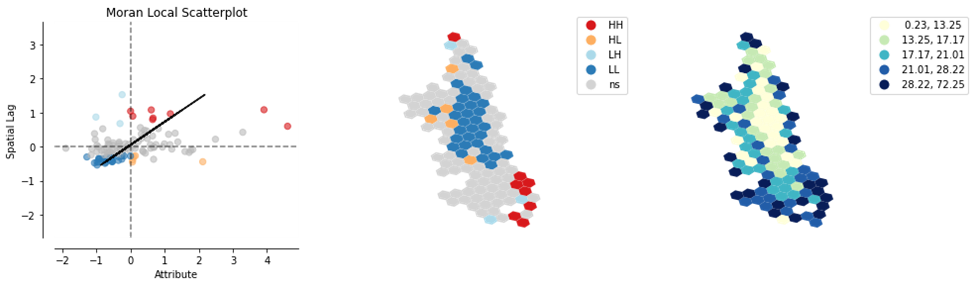 Moran Local Scatterplot
3
2
1
0
−1
−2
Spatial Lag
−2 −1 0 1 2 3 4
Attribute
HH
HL
LH
LL
ns
0.23, 13.25
13.25, 17.17
17.17, 21.01
21.01, 28.22
28.22, 72.25